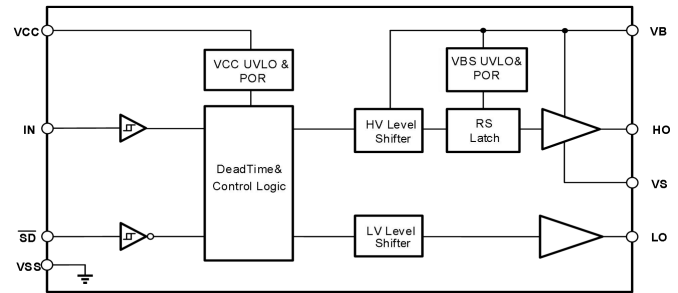 VCC
VB
VCC UVLO &
POR
VBS UVLO&
POR
IN
HV Level
Shifter
RS
Latch
HO
DeadTime&
Control Logic
VS
SD
LV Level
Shifter
LO
VSS